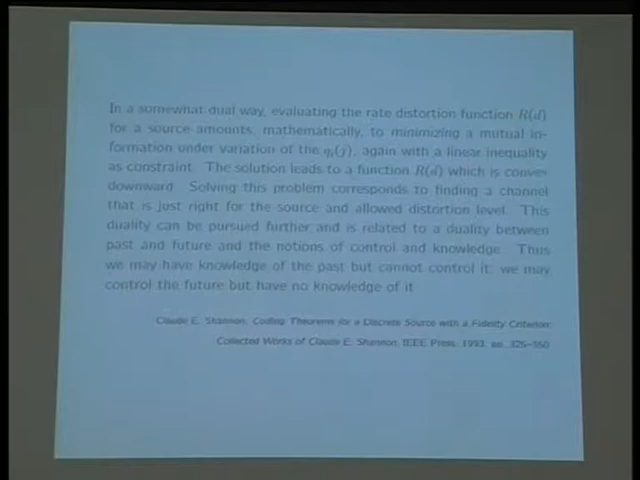 In a somewhat dual way, evaluating the rate distortion function R(d)
for a source amounts, mathematically, to minimizing a mutual in-
formation under variation of the q_i(j), again with a linear inequality
as constraint. The solution leads to a function R(d) which is convex
downward. Solving this problem corresponds to finding a channel
that is just right for the source and allowed distortion level. This
duality can be pursued further and is related to a duality between
past and future and the notions of control and knowledge. Thus
we may have knowledge of the past but cannot control it; we may
control the future but have no knowledge of it.
Claude E. Shannon, Coding Theorems for a Discrete Source with a Fidelity Criterion
Collected Works of Claude E. Shannon, IEEE Press, 1993, pp. 325-350